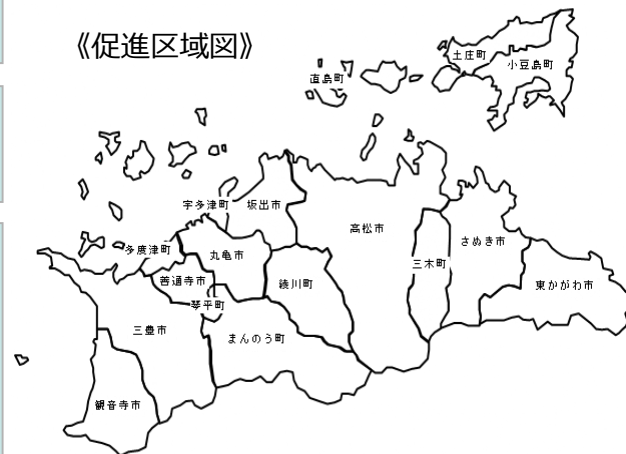 《促進区域図》
土庄町
小豆島町
直島町
宇多津町
坂出市
高松市
さぬき市
多度津町
丸亀市
三木町
善通寺市
綾川町
東かがわ市
琴平町
三豊市
まんのう町
観音寺市